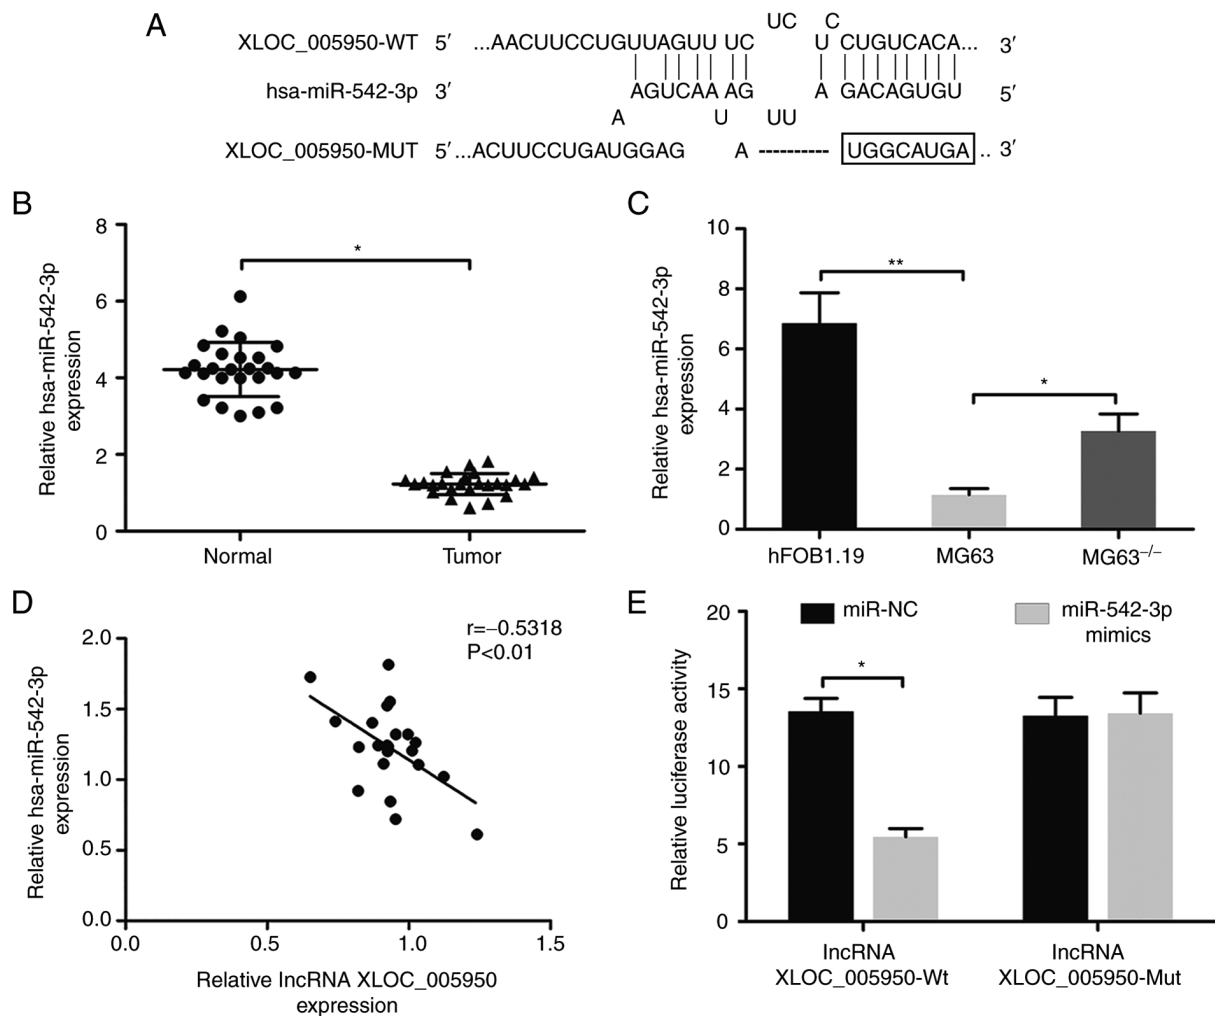 A
UC C
XLOC_005950-WT 5′ ...AACUUCCUGUUAGUU UC U CUGUCACA... 3′
hsa-miR-542-3p 3′ AGUCAA AG A GACAGUGU 5′
A U UU
XLOC_005950-MUT 5′ ...ACUUCCUGAUGGAG A ---------- UGGCAUGA .. 3′
B
Relative hsa-miR-542-3p
expression
8
6
4
2
0
*
Normal Tumor
C
Relative hsa-miR-542-3p
expression
10
8
6
4
2
0
**
*
hFOB1.19 MG63 MG63⁻/⁻
D
Relative hsa-miR-542-3p
expression
2.0
1.5
1.0
0.5
0.0
r=−0.5318
P<0.01
0.0 0.5 1.0 1.5
Relative lncRNA XLOC_005950
expression
E
Relative luciferase activity
20
15
10
5
0
miR-NC
miR-542-3p
mimics
*
lncRNA
XLOC_005950-Wt
lncRNA
XLOC_005950-Mut